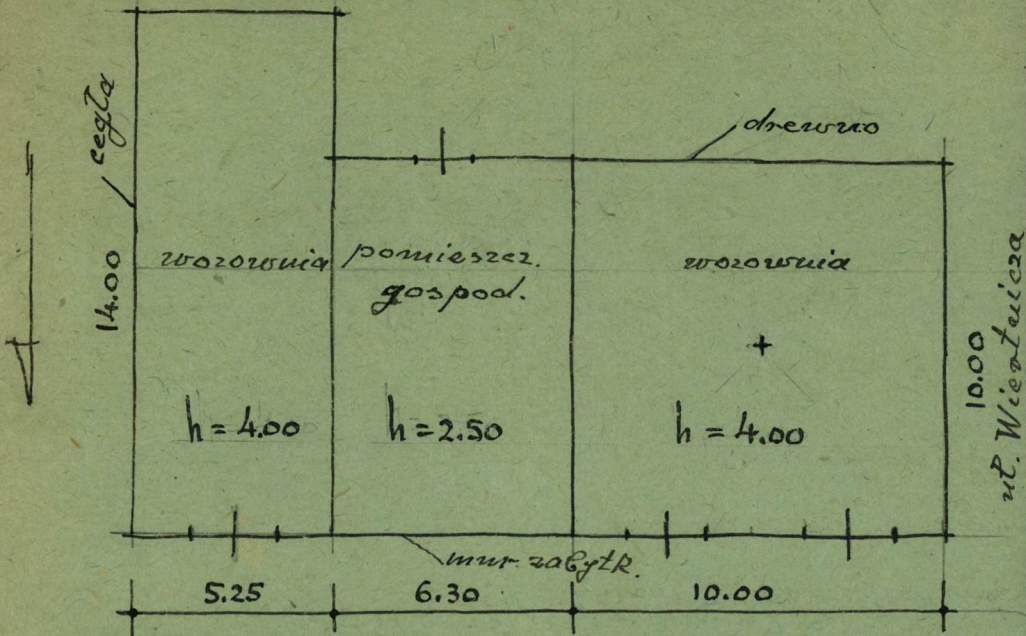 cegła
drewno
14.00
wozownia
pomieszcz.
gospod.
wozownia
h = 4.00
h = 2.50
h = 4.00
10.00
ul.
mur zabytk.
5.25
6.30
10.00